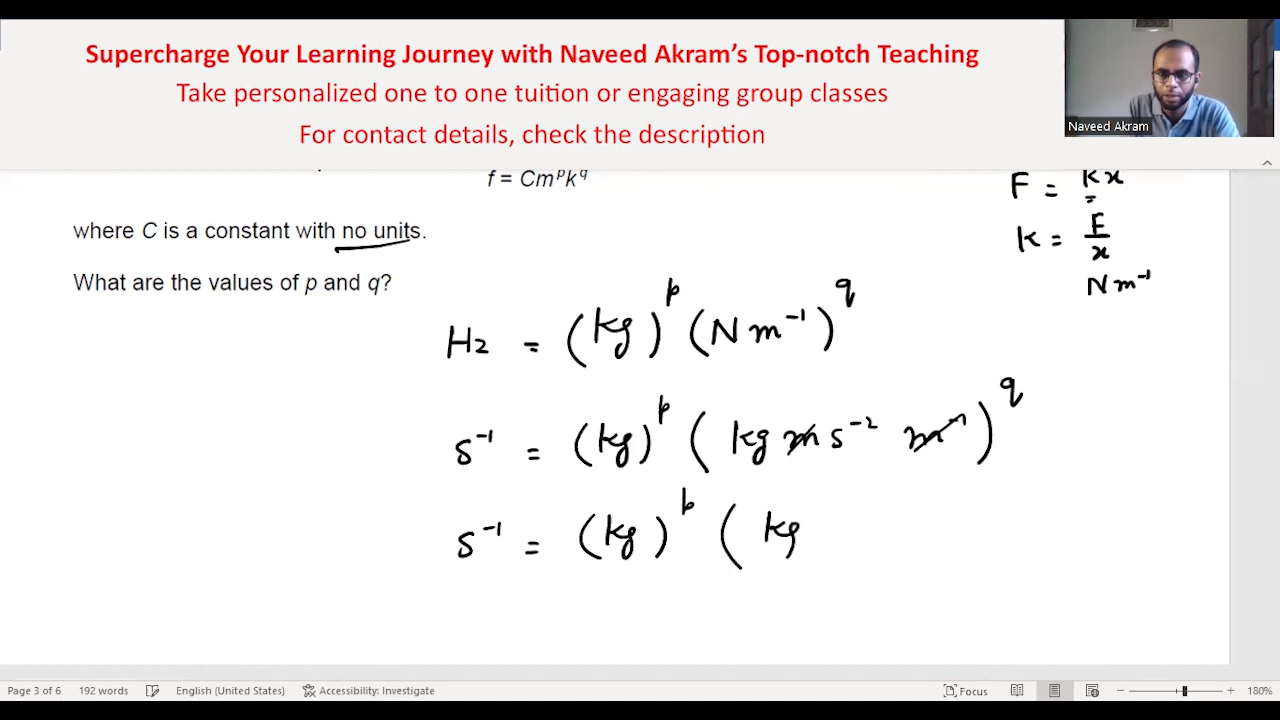 Supercharge Your Learning Journey with Naveed Akram's Top-notch Teaching
Take personalized one to one tuition or engaging group classes
For contact details, check the description
Naveed Akram
f = Cmᵖk^q
where C is a constant with no units.
What are the values of p and q?
F = kx
k = F/x
N m⁻¹
Hz = (kg)ᵖ (N m⁻¹)^q
s⁻¹ = (kg)ᵖ (kg m s⁻² m⁻¹)^q
s⁻¹ = (kg)ᵖ ( kg
Page 3 of 6 192 words English (United States) Accessibility: Investigate Focus 180%